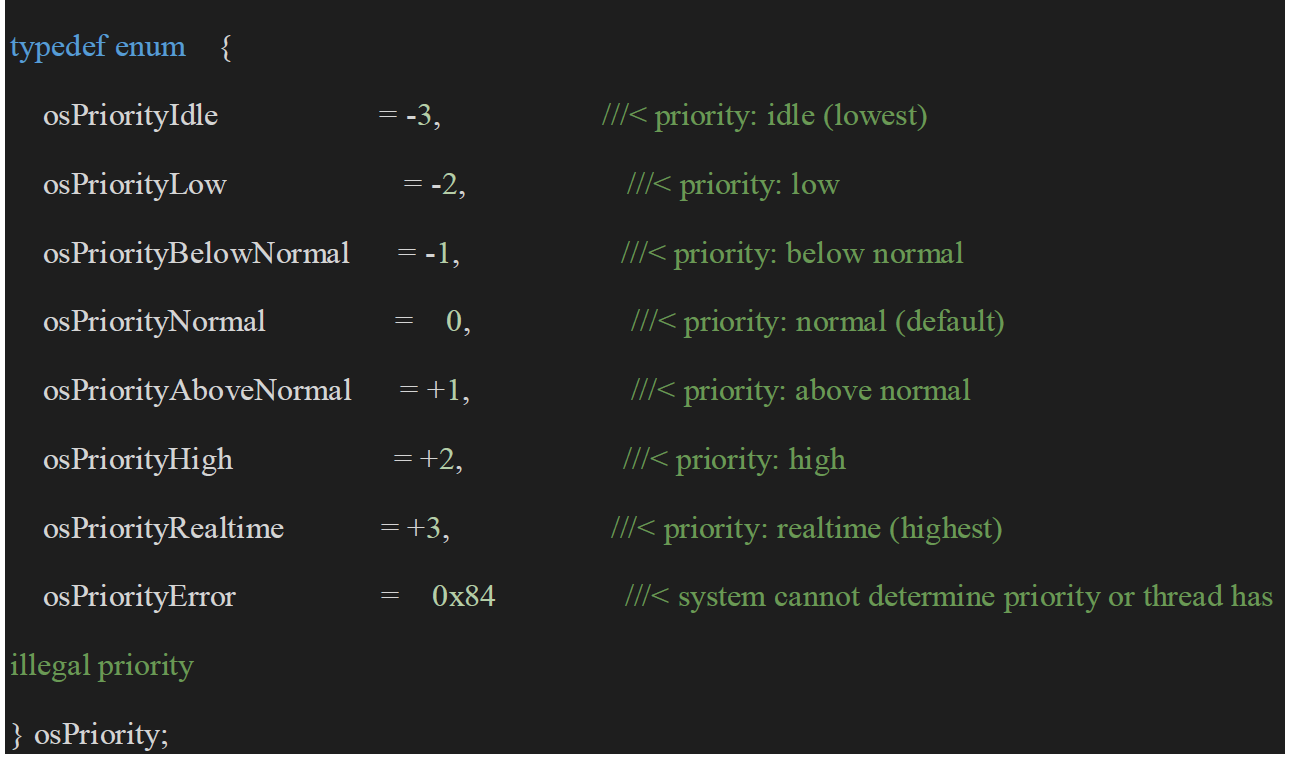 typedef enum {
osPriorityIdle = -3, ///< priority: idle (lowest)
osPriorityLow = -2, ///< priority: low
osPriorityBelowNormal = -1, ///< priority: below normal
osPriorityNormal = 0, ///< priority: normal (default)
osPriorityAboveNormal = +1, ///< priority: above normal
osPriorityHigh = +2, ///< priority: high
osPriorityRealtime = +3, ///< priority: realtime (highest)
osPriorityError = 0x84 ///< system cannot determine priority or thread has
illegal priority
} osPriority;